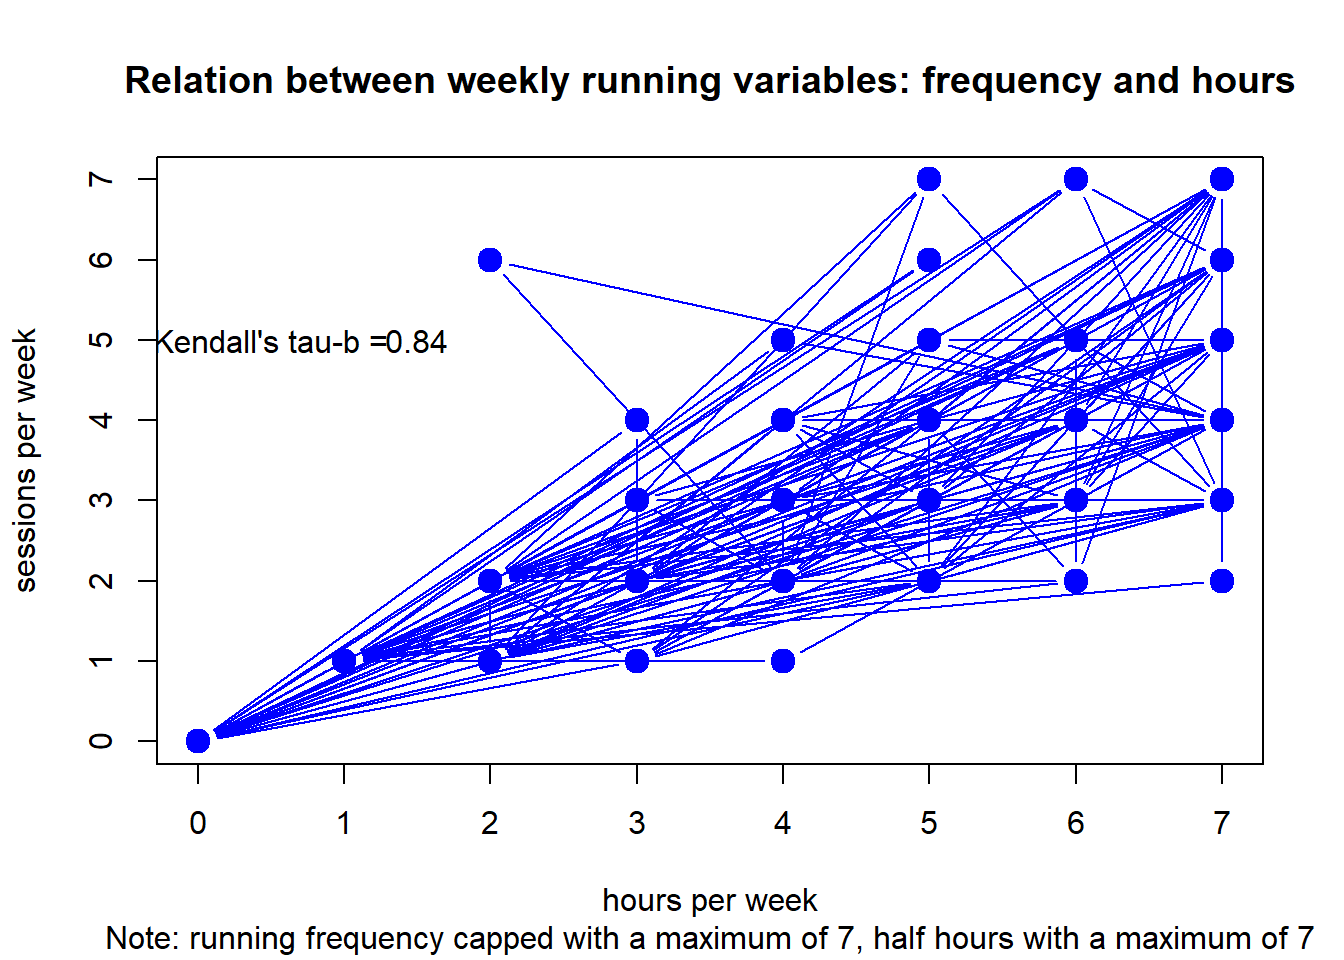 Relation between weekly running variables: frequency and hours
sessions per week
7
6
5
4
3
2
1
0
Kendall's tau-b =0.84
0 1 2 3 4 5 6 7
hours per week
Note: running frequency capped with a maximum of 7, half hours with a maximum of 7